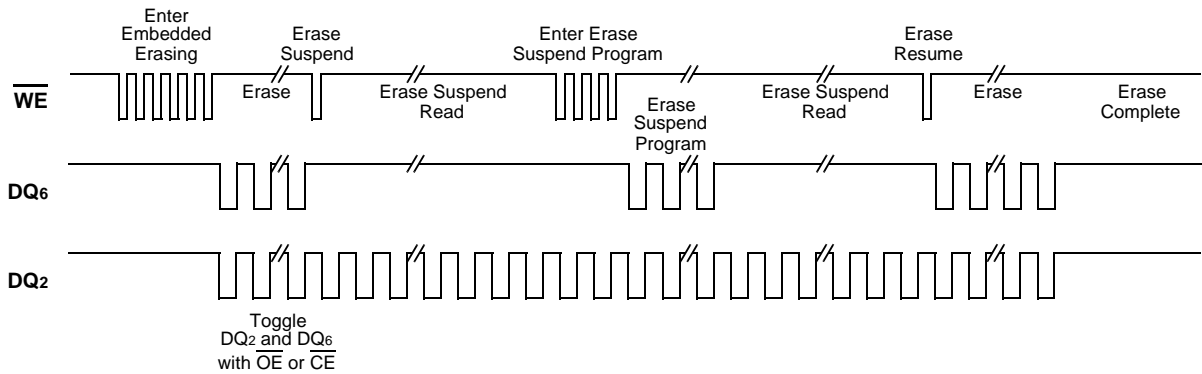 Enter
Embedded
Erasing
Erase
Suspend
Enter Erase
Suspend Program
Erase
Resume
WE
Erase
Erase Suspend
Read
Erase
Suspend
Program
Erase Suspend
Read
Erase
Erase
Complete
DQ6
DQ2
Toggle
DQ2 and DQ6
with OE or CE